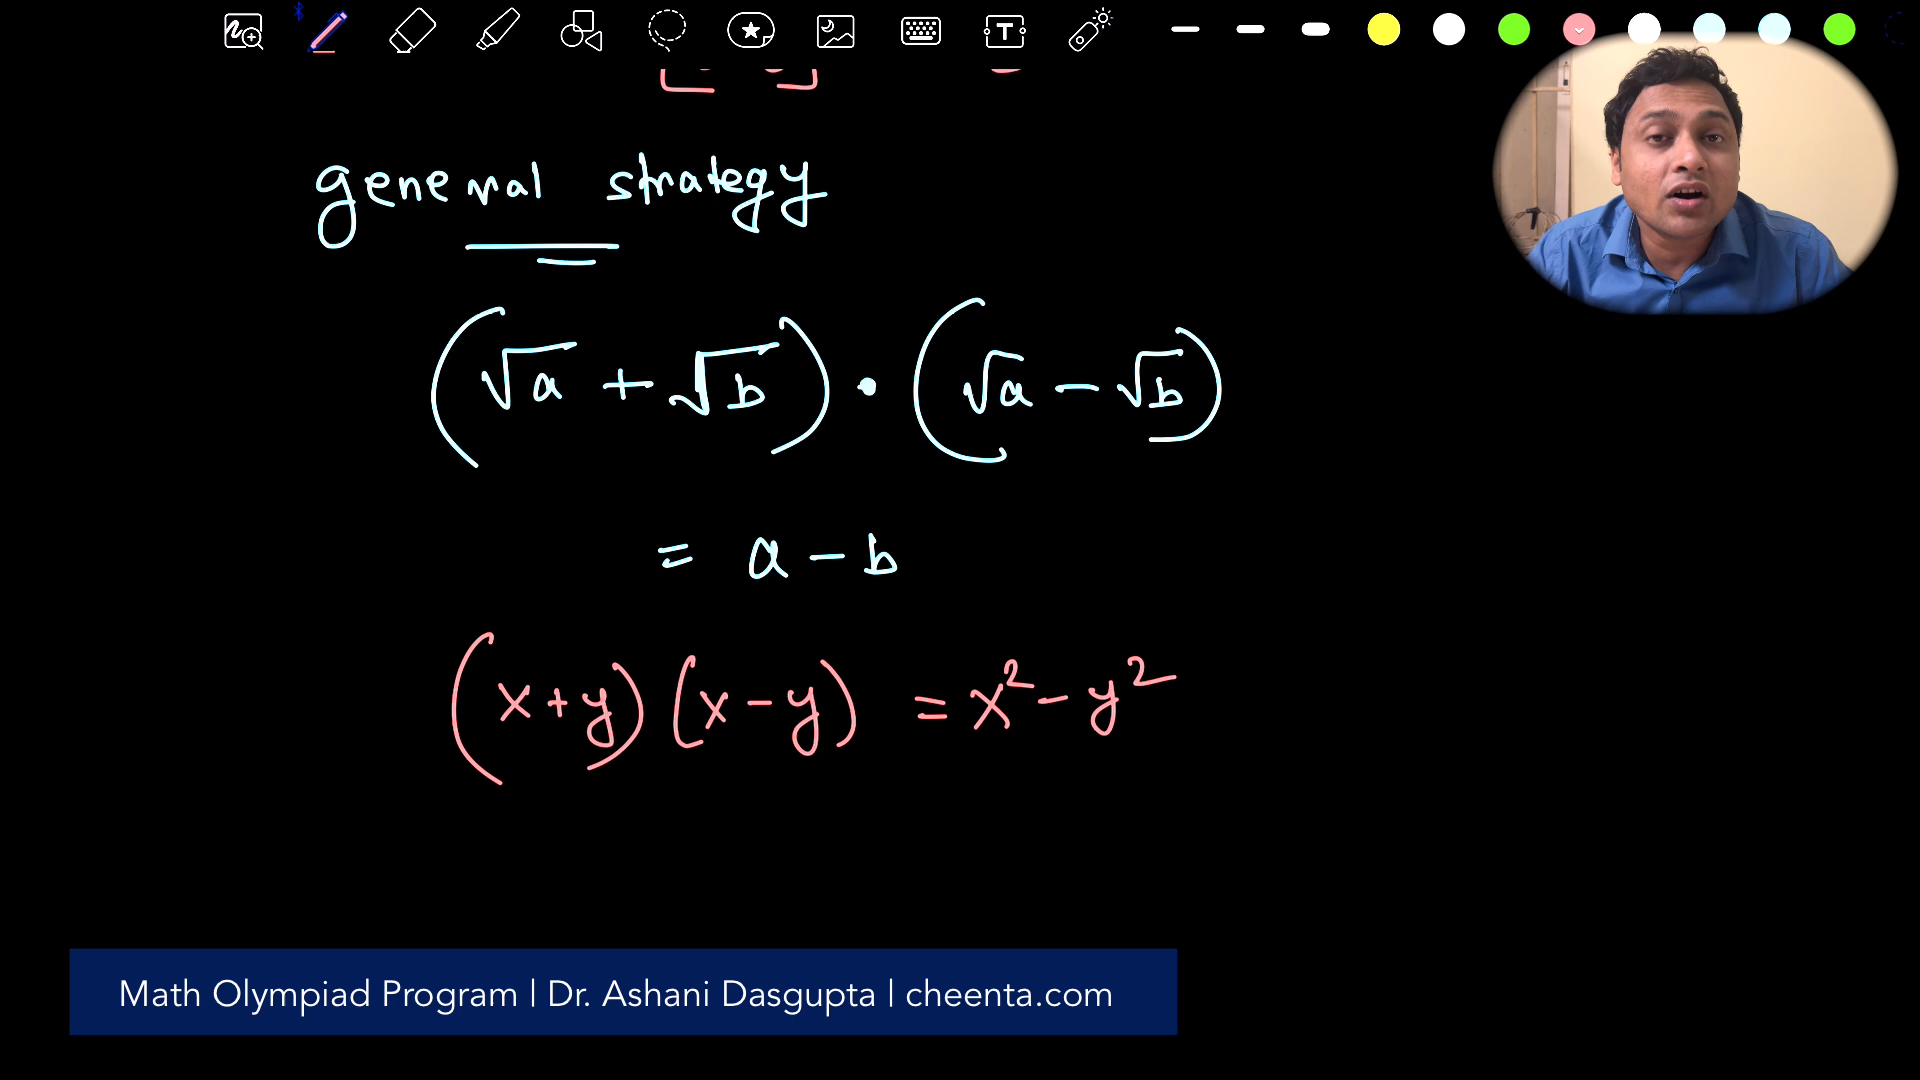 T
general strategy
(√a + √b) · (√a − √b)
= a − b
(x+y) (x−y) = x² − y²
Math Olympiad Program | Dr. Ashani Dasgupta | cheenta.com